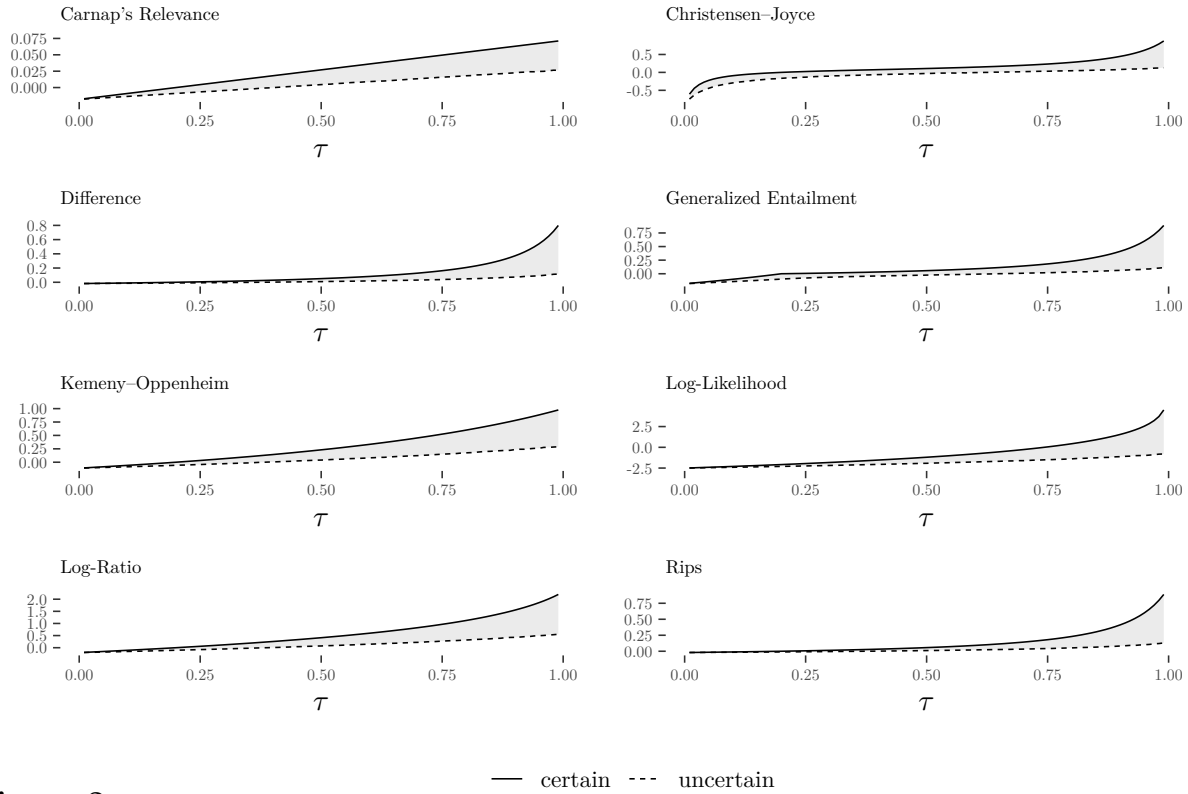 Carnap's Relevance
0.075
0.050
0.025
0.000
0.00 0.25 0.50 0.75 1.00
τ
Christensen–Joyce
0.5
0.0
-0.5
0.00 0.25 0.50 0.75 1.00
τ
Difference
0.8
0.6
0.4
0.2
0.0
0.00 0.25 0.50 0.75 1.00
τ
Generalized Entailment
0.75
0.50
0.25
0.00
0.00 0.25 0.50 0.75 1.00
τ
Kemeny–Oppenheim
1.00
0.75
0.50
0.25
0.00
0.00 0.25 0.50 0.75 1.00
τ
Log-Likelihood
2.5
0.0
-2.5
0.00 0.25 0.50 0.75 1.00
τ
Log-Ratio
2.0
1.5
1.0
0.5
0.0
0.00 0.25 0.50 0.75 1.00
τ
Rips
0.75
0.50
0.25
0.00
0.00 0.25 0.50 0.75 1.00
τ
certain uncertain